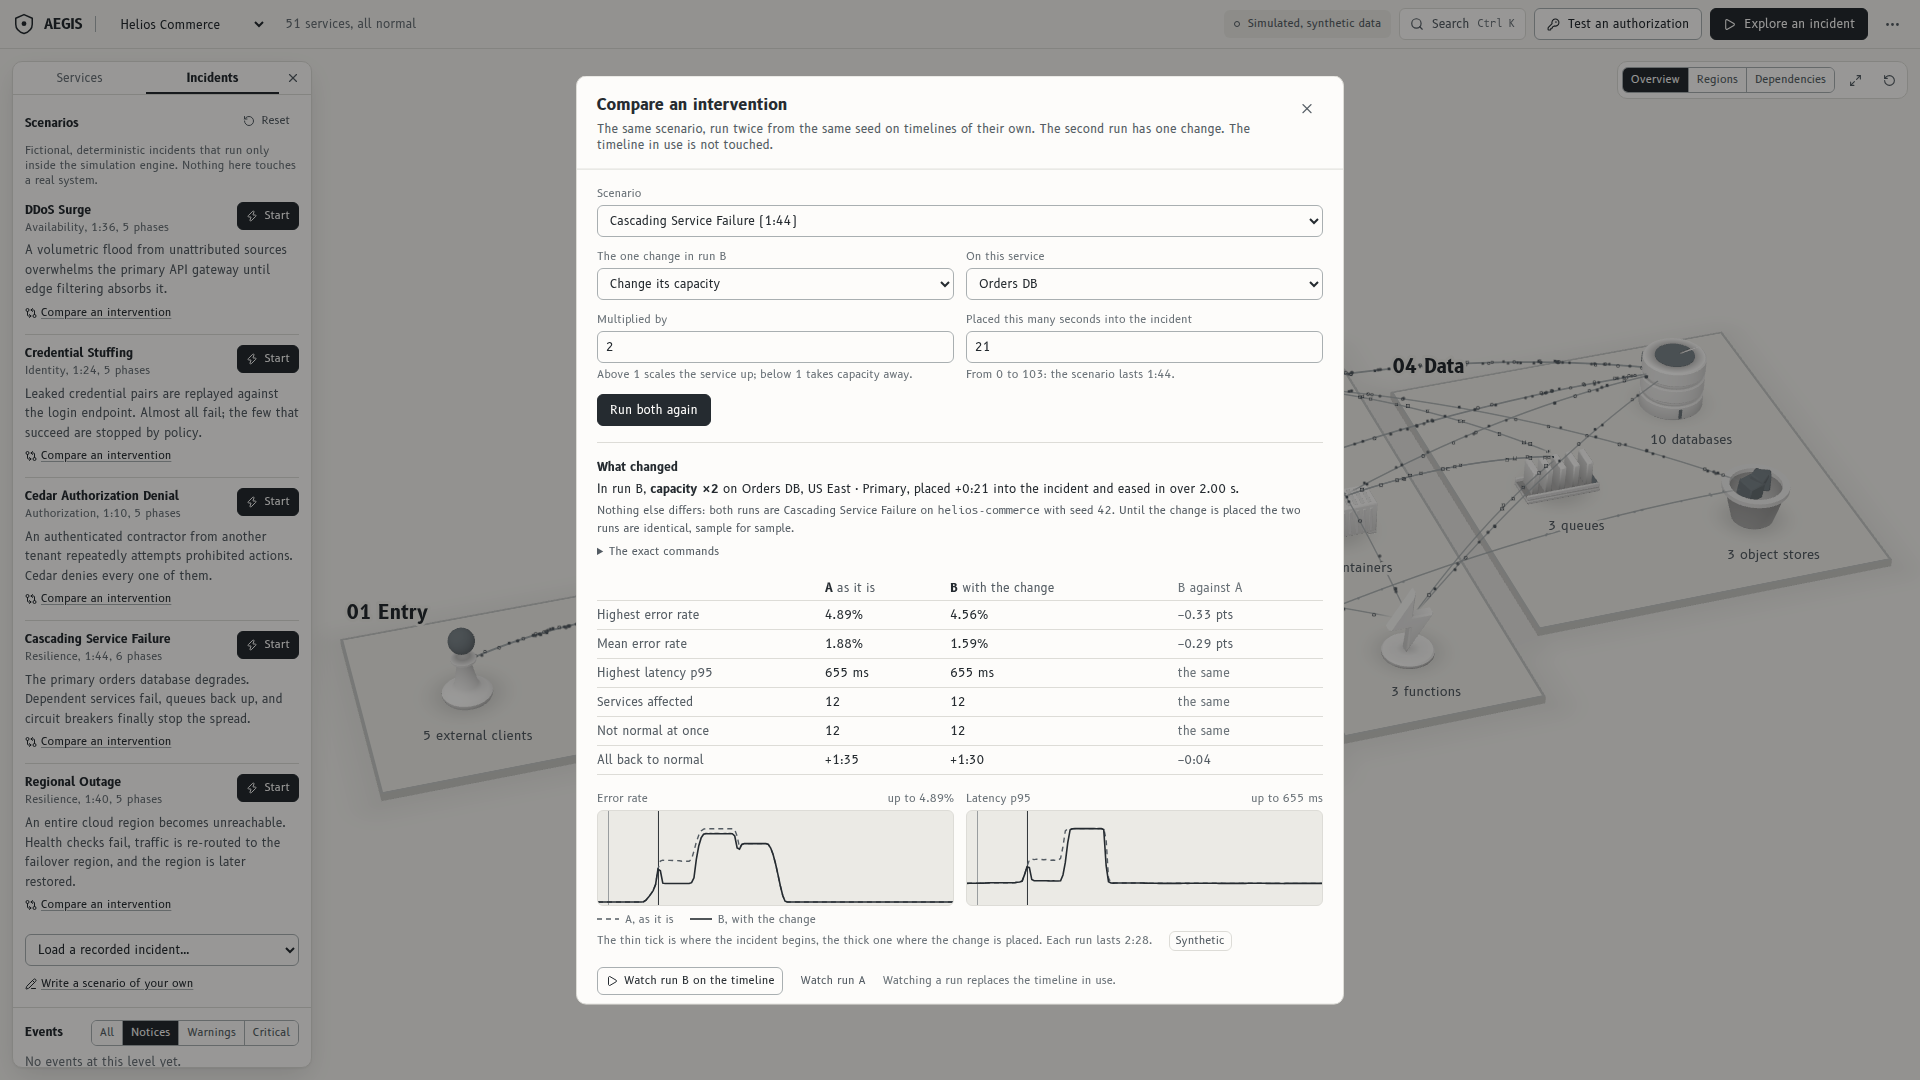 AEGIS
Helios Commerce
51 services, all normal
Simulated, synthetic data
Search Ctrl K
Test an authorization
Explore an incident
Services
Incidents
Scenarios
Reset
Fictional, deterministic incidents that run only
inside the simulation engine. Nothing here touches
a real system.
DDoS Surge
Availability, 1:36, 5 phases
Start
A volumetric flood from unattributed sources
overwhelms the primary API gateway until
edge filtering absorbs it.
Compare an intervention
Credential Stuffing
Identity, 1:24, 5 phases
Start
Leaked credential pairs are replayed against
the login endpoint. Almost all fail; the few that
succeed are stopped by policy.
Compare an intervention
Cedar Authorization Denial
Authorization, 1:10, 5 phases
Start
An authenticated contractor from another
tenant repeatedly attempts prohibited actions.
Cedar denies every one of them.
Compare an intervention
Cascading Service Failure
Resilience, 1:44, 6 phases
Start
The primary orders database degrades.
Dependent services fail, queues back up, and
circuit breakers finally stop the spread.
Compare an intervention
Regional Outage
Resilience, 1:40, 5 phases
Start
An entire cloud region becomes unreachable.
Health checks fail, traffic is re-routed to the
failover region, and the region is later
restored.
Compare an intervention
Load a recorded incident...
Write a scenario of your own
Events
All
Notices
Warnings
Critical
No events at this level yet.
Compare an intervention
The same scenario, run twice from the same seed on timelines of their own. The second run has one change. The
timeline in use is not touched.
Scenario
Cascading Service Failure (1:44)
The one change in run B
On this service
Change its capacity
Orders DB
Multiplied by
Placed this many seconds into the incident
2
21
Above 1 scales the service up; below 1 takes capacity away.
From 0 to 103: the scenario lasts 1:44.
Run both again
What changed
In run B, capacity ×2 on Orders DB, US East · Primary, placed +0:21 into the incident and eased in over 2.00 s.
Nothing else differs: both runs are Cascading Service Failure on helios-commerce with seed 42. Until the change is placed the two
runs are identical, sample for sample.
The exact commands
A as it is B with the change B against A
Highest error rate 4.89% 4.56% −0.33 pts
Mean error rate 1.88% 1.59% −0.29 pts
Highest latency p95 655 ms 655 ms the same
Services affected 12 12 the same
Not normal at once 12 12 the same
All back to normal +1:35 +1:30 −0:04
Error rate up to 4.89%
Latency p95 up to 655 ms
A, as it is B, with the change
The thin tick is where the incident begins, the thick one where the change is placed. Each run lasts 2:28.
Synthetic
Watch run B on the timeline
Watch run A
Watching a run replaces the timeline in use.
Overview
Regions
Dependencies
01 Entry
5 external clients
04 Data
10 databases
3 queues
3 object stores
3 functions